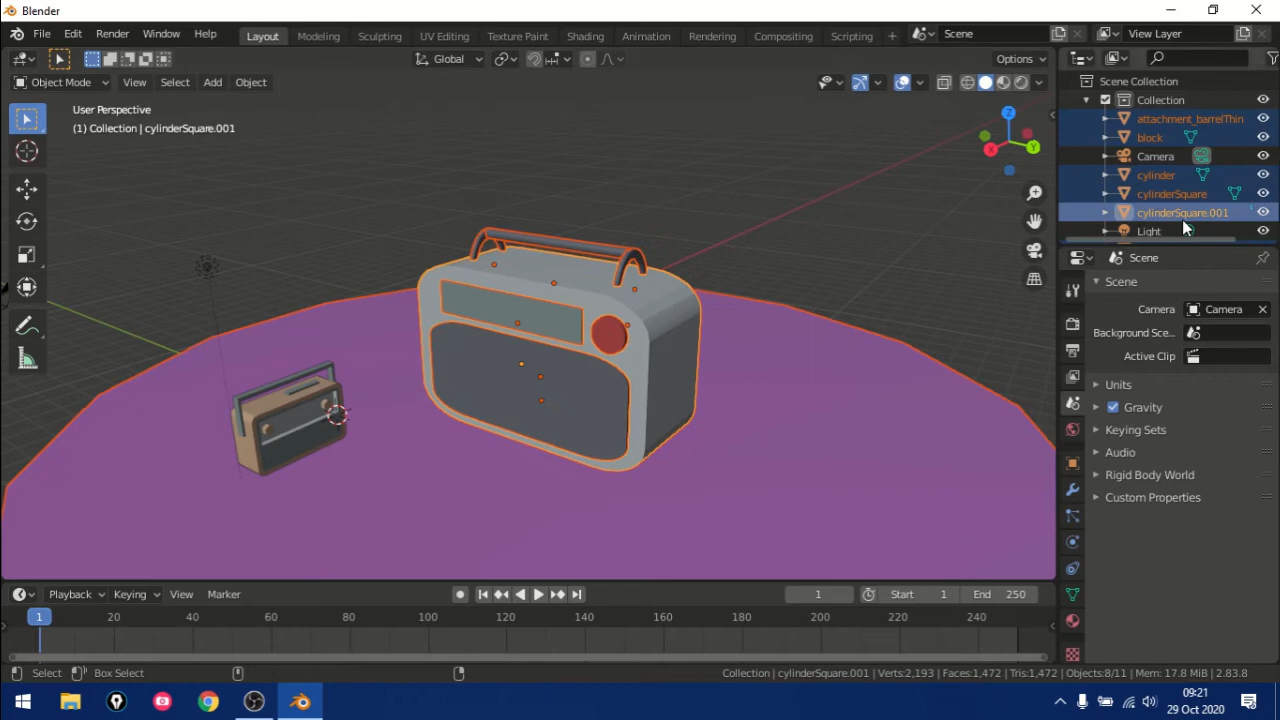 Blender
File Edit Render Window Help
Layout Modeling Sculpting UV Editing Texture Paint Shading Animation Rendering Compositing Scripting +
Scene
View Layer
Global
Options
Object Mode View Select Add Object
User Perspective
(1) Collection | cylinderSquare.001
Z
X
Y
Scene Collection
Collection
attachment_barrelThin
block
Camera
cylinder
cylinderSquare
cylinderSquare.001
Light
Scene
Scene
Camera Camera
Background Sce...
Active Clip
Units
Gravity
Keying Sets
Audio
Rigid Body World
Custom Properties
Playback Keying View Marker
1 Start 1 End 250
1 20 40 60 80 100 120 140 160 180 200 220 240
Select Box Select
Collection | cylinderSquare.001 | Verts:2,193 | Faces:1,472 | Tris:1,472 | Objects:8/11 | Mem: 17.8 MiB | 2.83.8
09:21
29 Oct 2020